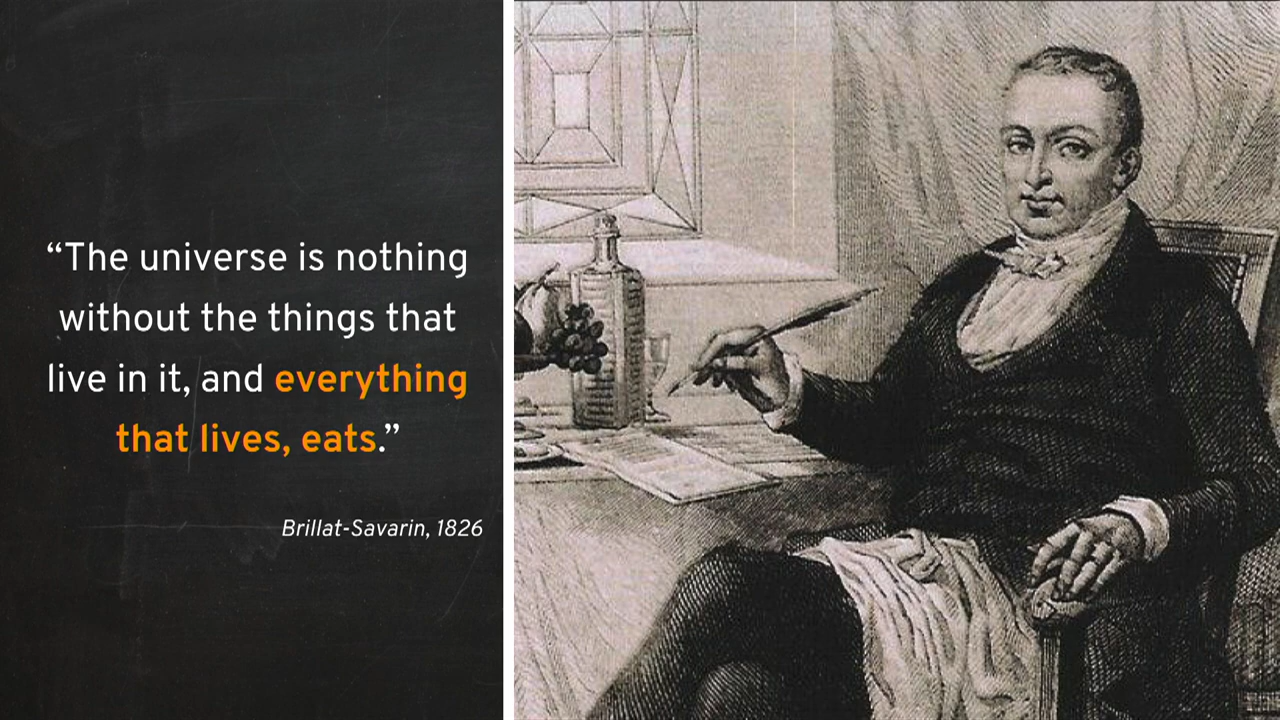 “The universe is nothing
without the things that
live in it, and everything
that lives, eats.”
Brillat-Savarin, 1826